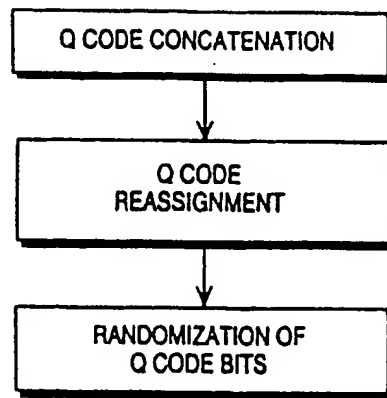 Q CODE CONCATENATION
Q CODE
REASSIGNMENT
RANDOMIZATION OF
Q CODE BITS